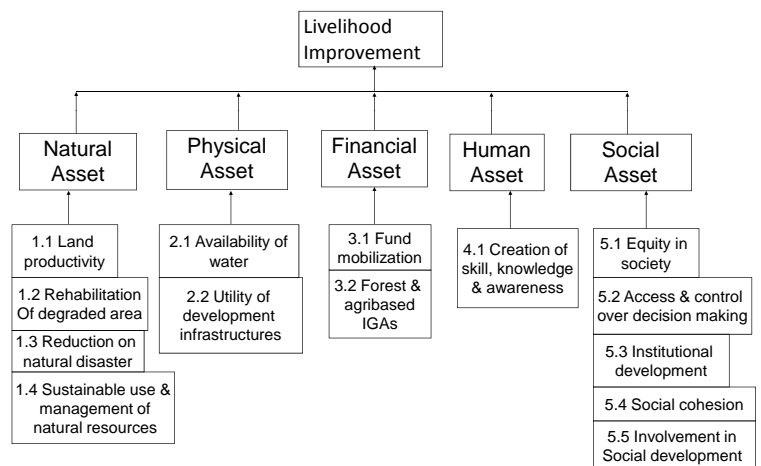 Livelihood
Improvement
Natural
Asset
Physical
Asset
Financial
Asset
Human
Asset
Social
Asset
1.1 Land
productivity
1.2 Rehabilitation
Of degraded area
1.3 Reduction on
natural disaster
1.4 Sustainable use &
management of
natural resources
2.1 Availability of
water
2.2 Utility of
development
infrastructures
3.1 Fund
mobilization
3.2 Forest &
agribased
IGAs
4.1 Creation of
skill, knowledge
& awareness
5.1 Equity in
society
5.2 Access & control
over decision making
5.3 Institutional
development
5.4 Social cohesion
5.5 Involvement in
Social development